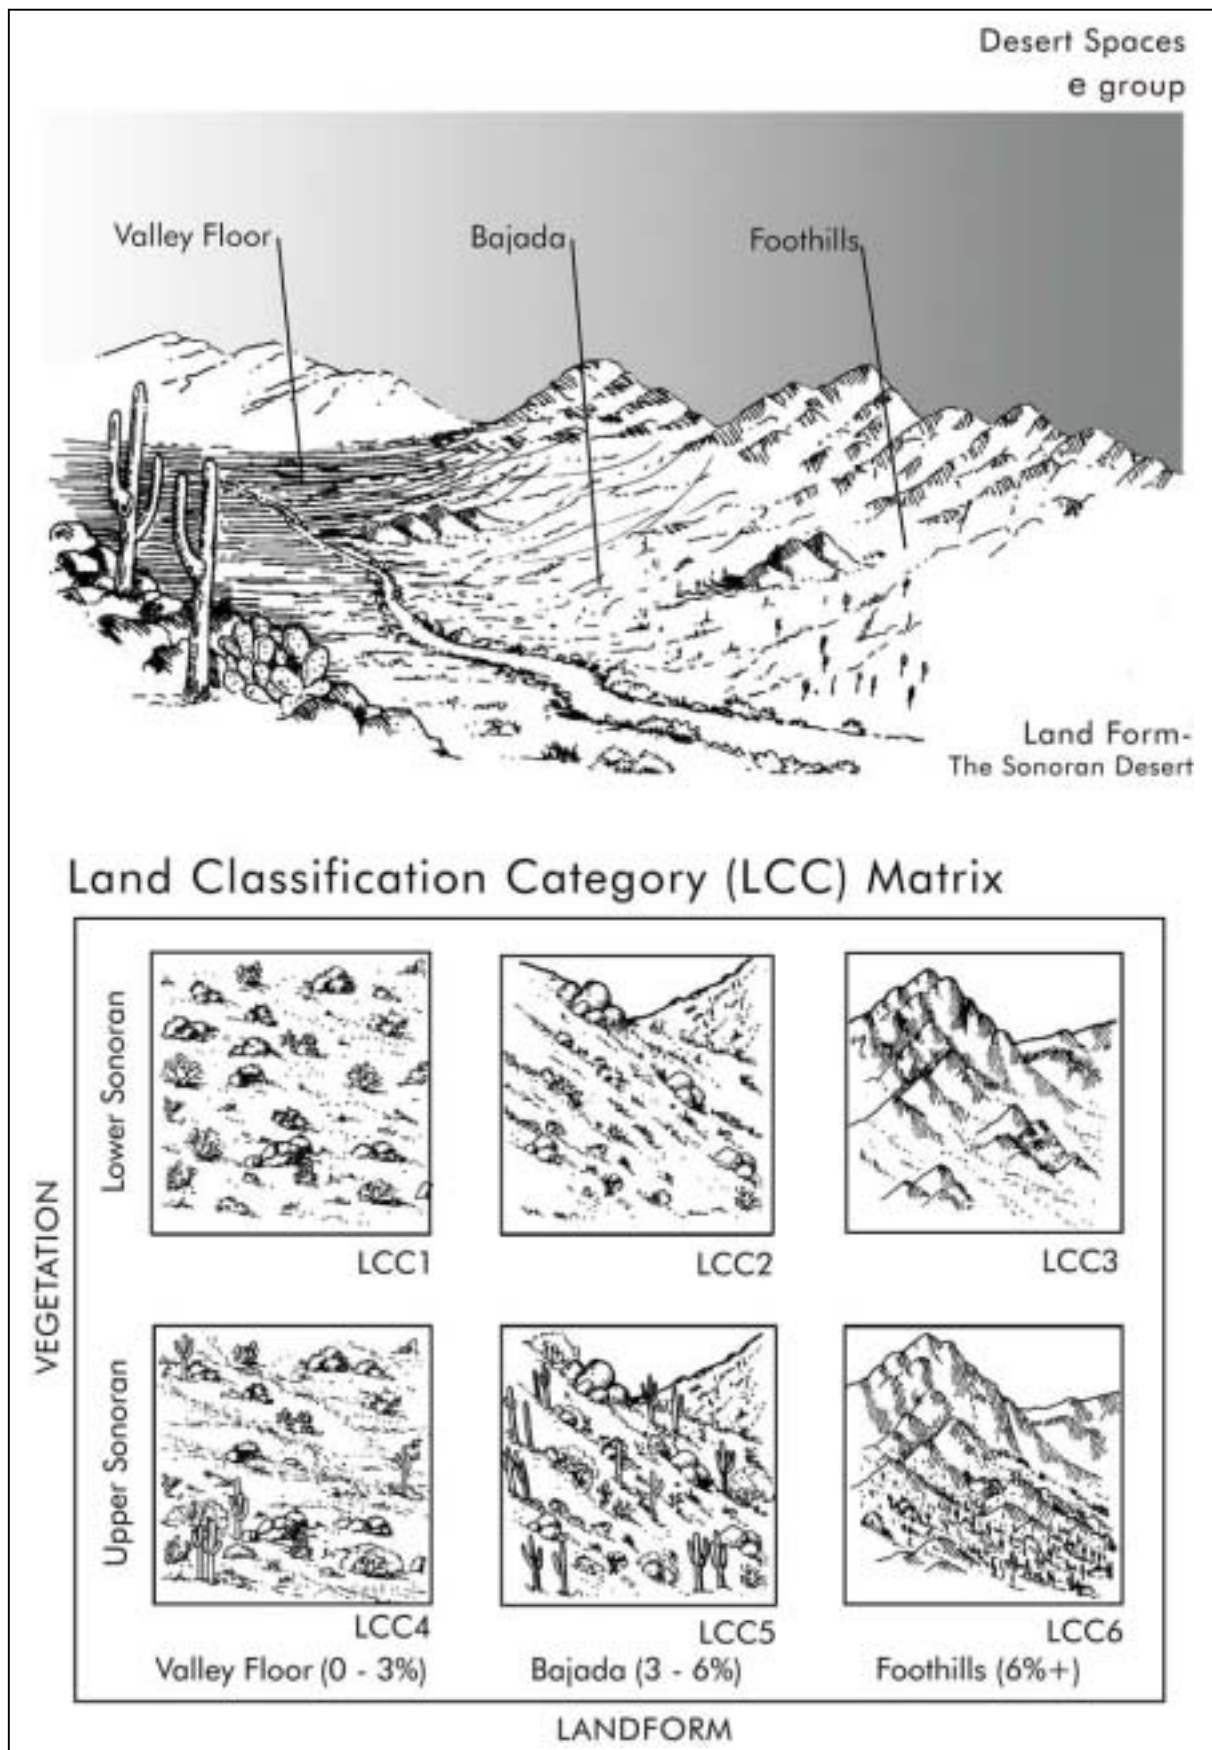 Desert Spaces
e group
Valley Floor
Bajada
Foothills
Land Form-
The Sonoran Desert
Land Classification Category (LCC) Matrix
VEGETATION
Lower Sonoran
LCC1
LCC2
LCC3
Upper Sonoran
LCC4
LCC5
LCC6
Valley Floor (0 - 3%)
Bajada (3 - 6%)
Foothills (6%+)
LANDFORM